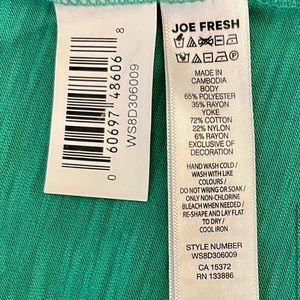 0 60697 48606 8
WS8D306009
JOE FRESH
MADE IN
CAMBODIA
BODY
65% POLYESTER
35% RAYON
YOKE
72% COTTON
22% NYLON
6% RAYON
EXCLUSIVE OF
DECORATION
HAND WASH COLD /
WASH WITH LIKE
COLOURS /
DO NOT WRING OR SOAK /
ONLY NON-CHLORINE
BLEACH WHEN NEEDED /
RE-SHAPE AND LAY FLAT
TO DRY /
COOL IRON
STYLE NUMBER
WS8D306009
CA 15372
RN 133886